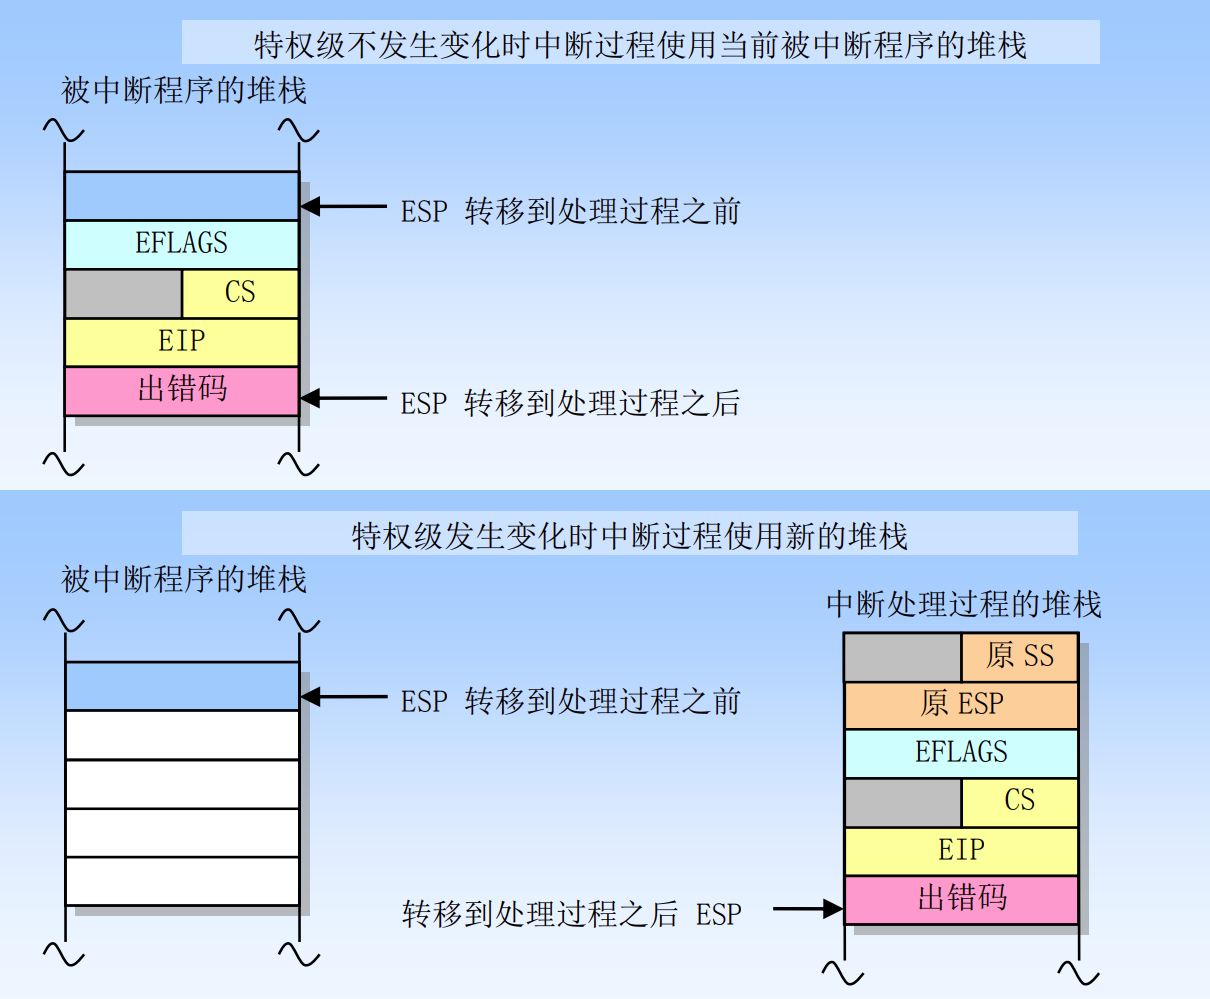 特权级不发生变化时中断过程使用当前被中断程序的堆栈
被中断程序的堆栈
ESP 转移到处理过程之前
EFLAGS
CS
EIP
出错码
ESP 转移到处理过程之后
特权级发生变化时中断过程使用新的堆栈
被中断程序的堆栈
ESP 转移到处理过程之前
中断处理过程的堆栈
原 SS
原 ESP
EFLAGS
CS
EIP
出错码
转移到处理过程之后 ESP